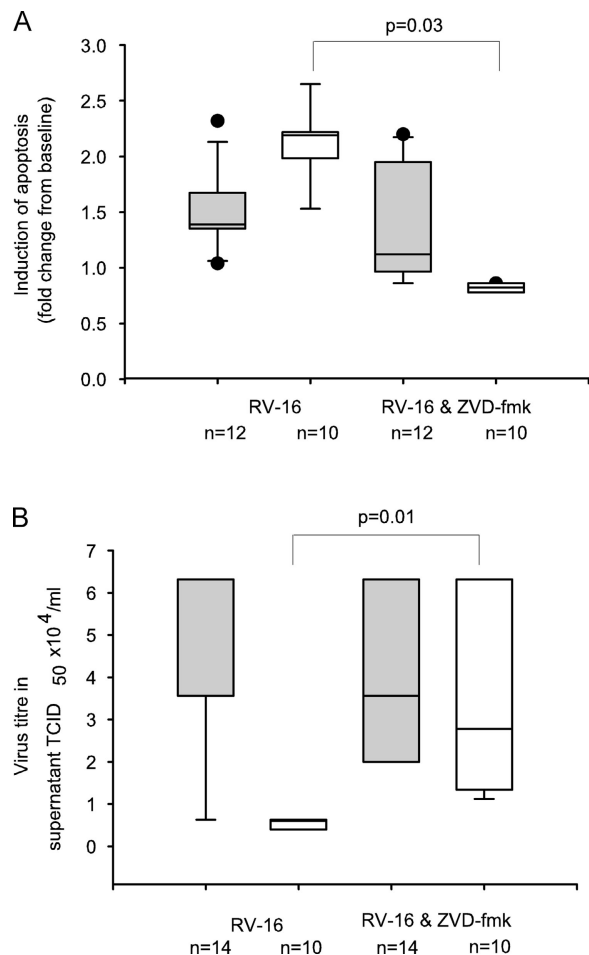 A
p=0.03
Induction of apoptosis
(fold change from baseline)
3.0
2.5
2.0
1.5
1.0
0.5
0.0
RV-16 RV-16 & ZVD-fmk
n=12 n=10 n=12 n=10
B
p=0.01
Virus titre in
supernatant TCID 50 x10 4/ml
7
6
5
4
3
2
1
0
RV-16 RV-16 & ZVD-fmk
n=14 n=10 n=14 n=10